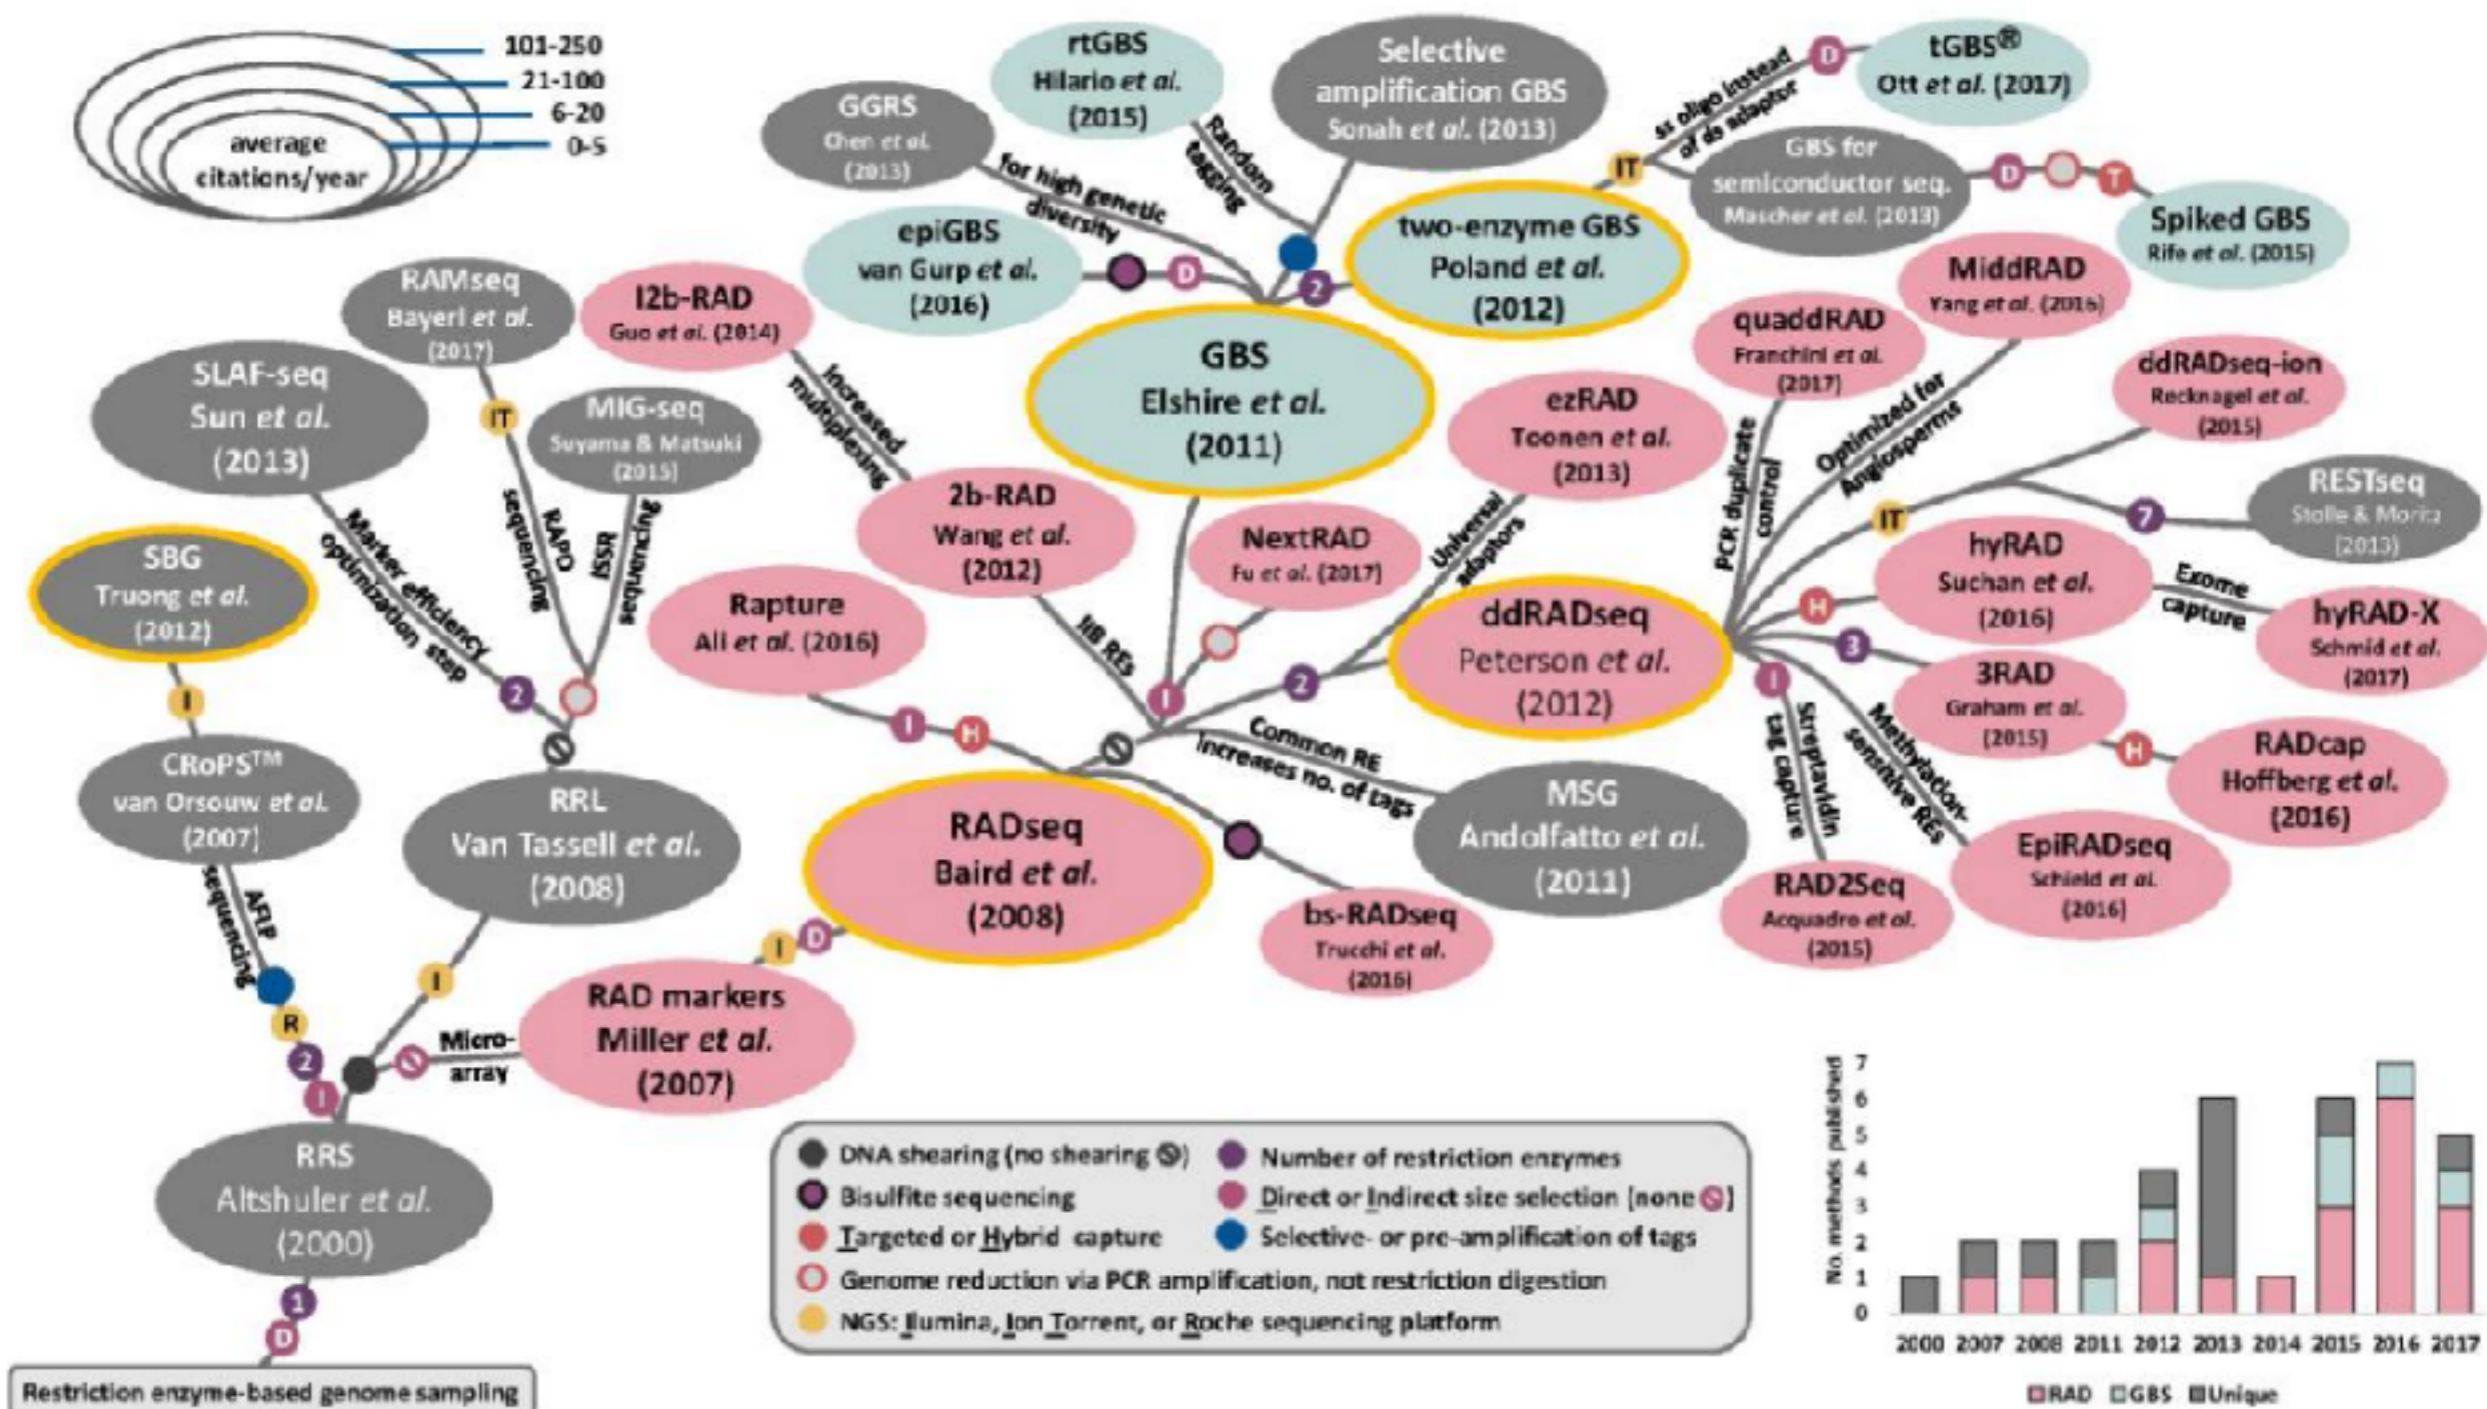 101-250
21-100
6-20
0-5
average
citations/year
rtGBS
Hilario et al.
(2015)
Selective
amplification GBS
Sonah et al. (2013)
ss oligo instead
of ds adaptor
D
tGBS®
Ott et al. (2017)
GGRS
Chen et al.
(2013)
Random
tagging
for high genetic
diversity
IT
GBS for
semiconductor seq.
Mascher et al. (2013)
D
T
Spiked GBS
Rife et al. (2015)
epiGBS
van Gurp et al.
(2016)
D
2
two-enzyme GBS
Poland et al.
(2012)
RAMseq
Bayerl et al.
(2017)
I2b-RAD
Guo et al. (2014)
MiddRAD
Yang et al. (2016)
quaddRAD
Franchini et al.
(2017)
SLAF-seq
Sun et al.
(2013)
IT
MIG-seq
Suyama & Matsuki
(2015)
Increased
multiplexing
GBS
Elshire et al.
(2011)
ezRAD
Toonen et al.
(2013)
PCR duplicate
control
Optimized for
Angiosperms
ddRADseq-ion
Recknagel et al.
(2015)
IT
7
RESTseq
Stolle & Moritz
(2013)
SBG
Truong et al.
(2012)
Marker efficiency
optimization step
RAPD
sequencing
ISSR
sequencing
2b-RAD
Wang et al.
(2012)
NextRAD
Fu et al. (2017)
Universal
adaptors
hyRAD
Suchan et al.
(2016)
H
Exome
capture
hyRAD-X
Schmid et al.
(2017)
Rapture
Ali et al. (2016)
IIB REs
ddRADseq
Peterson et al.
(2012)
3
3RAD
Graham et al.
(2015)
I
2
I
2
I
Streptavidin
tag capture
Methylation-
sensitive REs
H
RADcap
Hoffberg et al.
(2016)
I
H
Common RE
increases no. of tags
CRoPS™
van Orsouw et al.
(2007)
RRL
Van Tassell et al.
(2008)
RADseq
Baird et al.
(2008)
MSG
Andolfatto et al.
(2011)
EpiRADseq
Schield et al.
(2016)
RAD2Seq
Acquadro et al.
(2015)
AFLP
sequencing
bs-RADseq
Trucchi et al.
(2016)
I
D
I
R
2
I
Micro-
array
RAD markers
Miller et al.
(2007)
RRS
Altshuler et al.
(2000)
1
D
Restriction enzyme-based genome sampling
DNA shearing (no shearing)
Number of restriction enzymes
Bisulfite sequencing
Direct or Indirect size selection (none)
Targeted or Hybrid capture
Selective- or pre-amplification of tags
Genome reduction via PCR amplification, not restriction digestion
NGS: Ilumina, Ion Torrent, or Roche sequencing platform
No. methods published
7
6
5
4
3
2
1
0
2000 2007 2008 2011 2012 2013 2014 2015 2016 2017
RAD GBS Unique